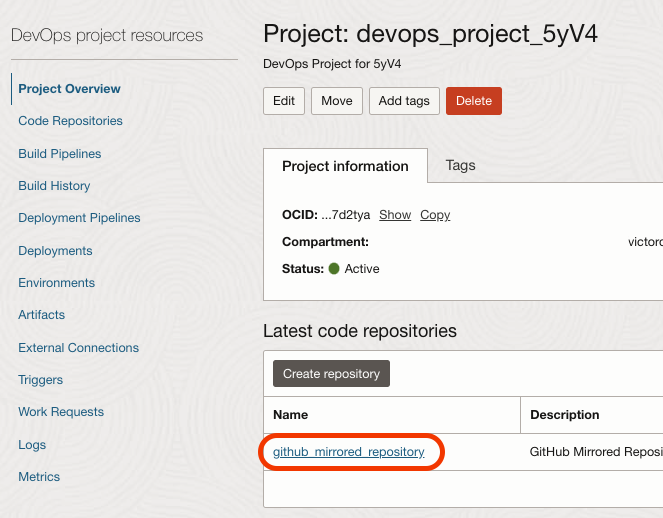 DevOps project resources
Project Overview
Code Repositories
Build Pipelines
Build History
Deployment Pipelines
Deployments
Environments
Artifacts
External Connections
Triggers
Work Requests
Logs
Metrics
Project: devops_project_5yV4
DevOps Project for 5yV4
Edit Move Add tags Delete
Project information Tags
OCID: ...7d2tya Show Copy
Compartment: victoro
Status: Active
Latest code repositories
Create repository
Name Description
github_mirrored_repository GitHub Mirrored Reposi